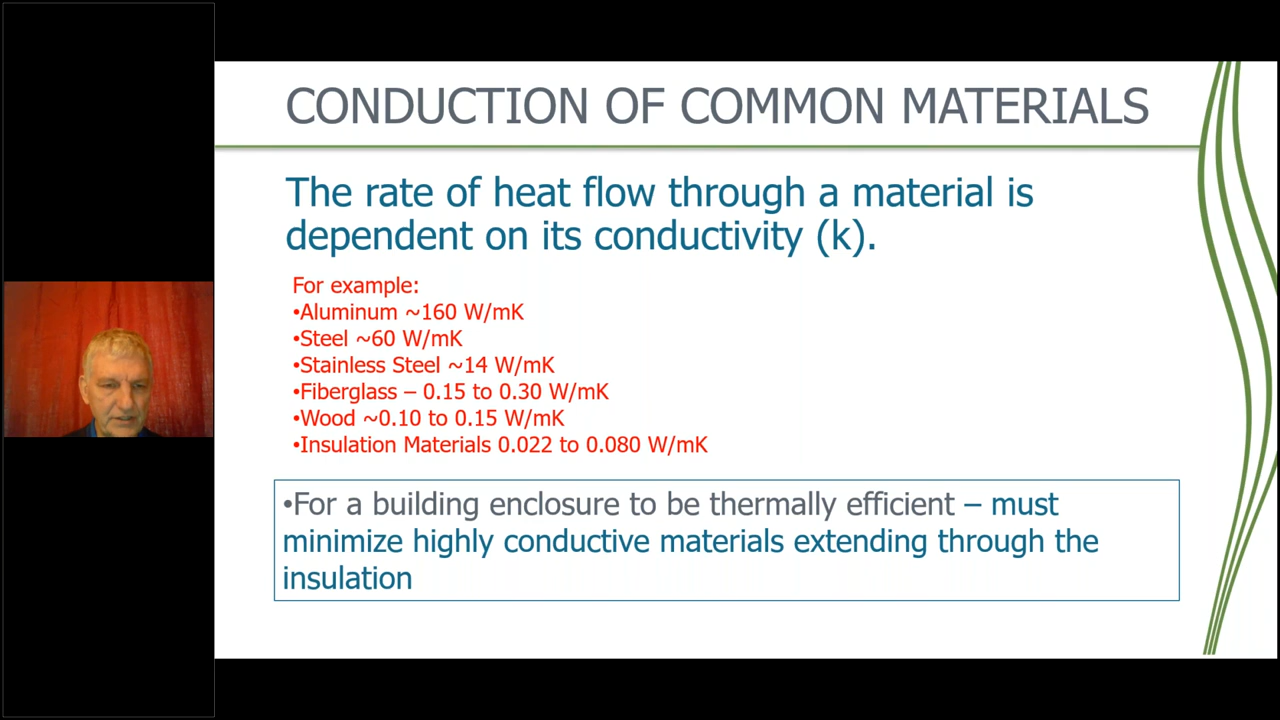 CONDUCTION OF COMMON MATERIALS
The rate of heat flow through a material is
dependent on its conductivity (k).
For example:
•Aluminum ~160 W/mK
•Steel ~60 W/mK
•Stainless Steel ~14 W/mK
•Fiberglass – 0.15 to 0.30 W/mK
•Wood ~0.10 to 0.15 W/mK
•Insulation Materials 0.022 to 0.080 W/mK
•For a building enclosure to be thermally efficient – must
minimize highly conductive materials extending through the
insulation